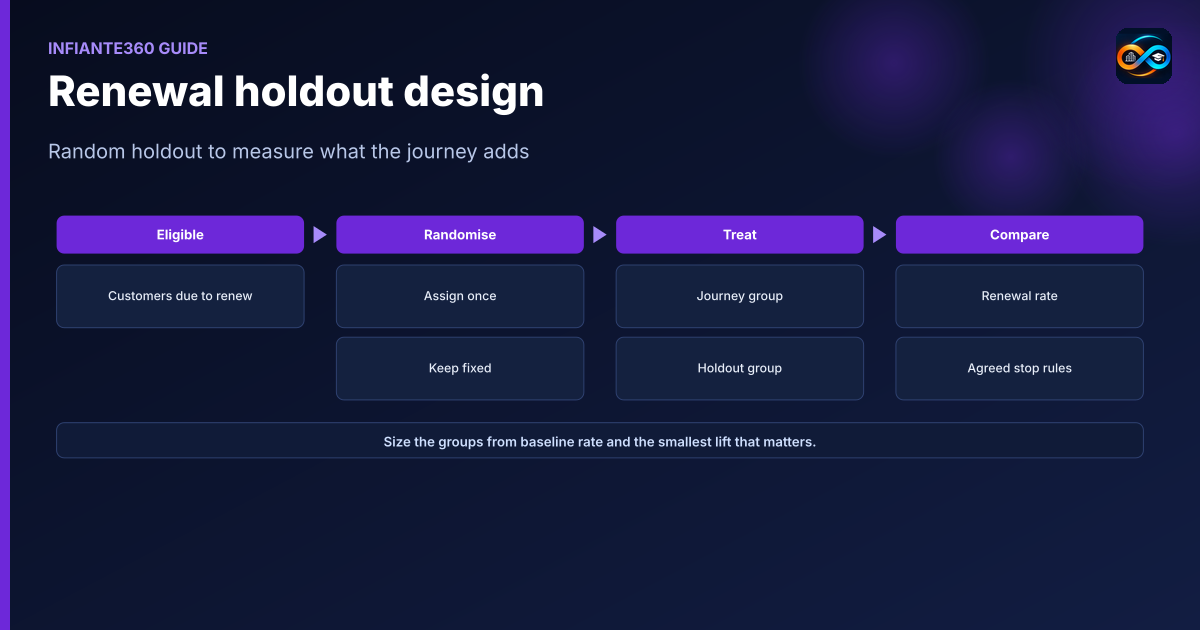 INFIANTE360 GUIDE
Renewal holdout design
Random holdout to measure what the journey adds
Eligible
Customers due to renew
Randomise
Assign once
Keep fixed
Treat
Journey group
Holdout group
Compare
Renewal rate
Agreed stop rules
Size the groups from baseline rate and the smallest lift that matters.